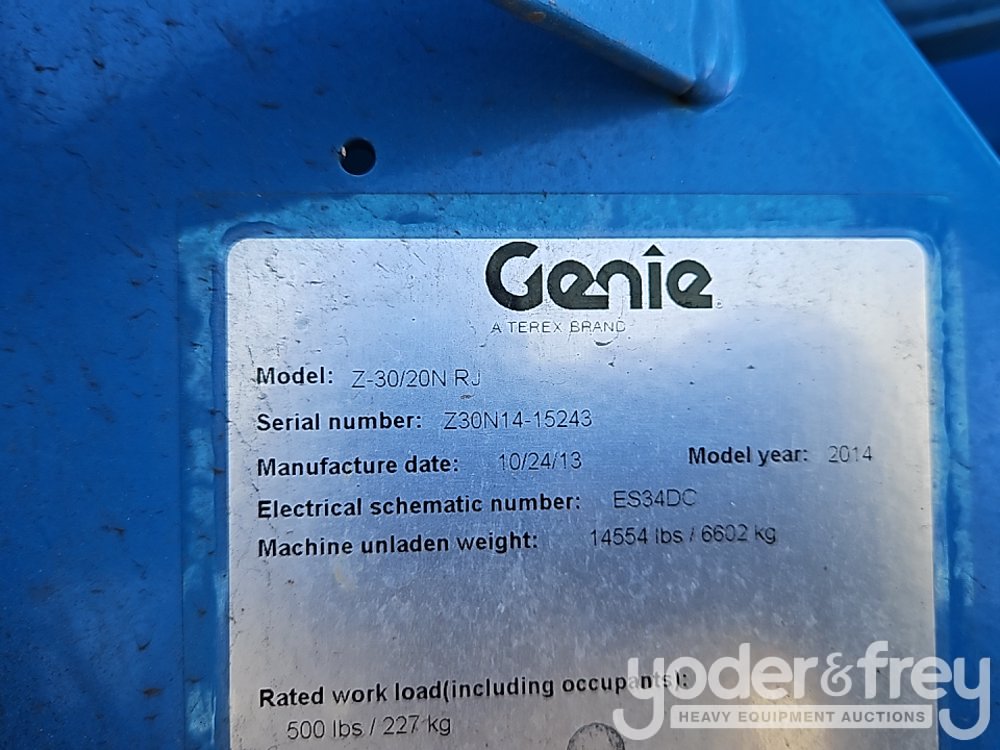 Genie
A TEREX BRAND
Model: Z-30/20N RJ
Serial number: Z30N14-15243
Manufacture date: 10/24/13 Model year: 2014
Electrical schematic number: ES34DC
Machine unladen weight: 14554 lbs / 6602 kg
Rated work load(including occupants):
500 lbs / 227 kg
yoder&frey
HEAVY EQUIPMENT AUCTIONS